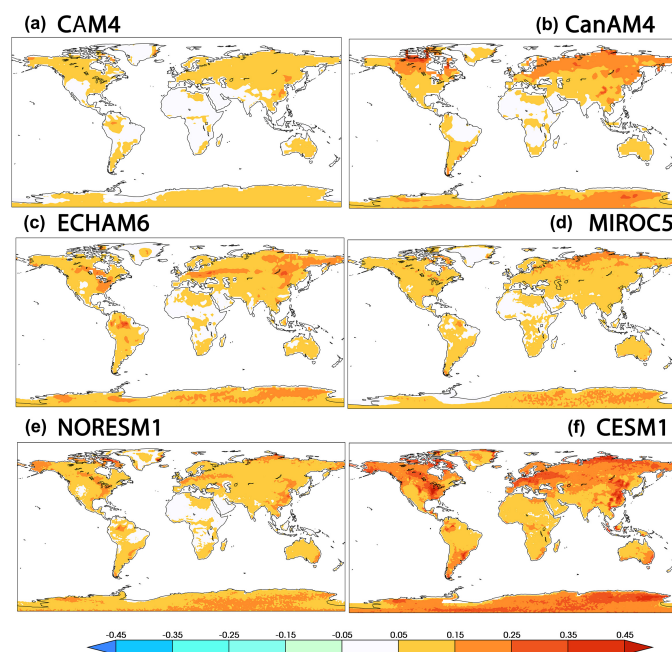 (a) CAM4
(b) CanAM4
(c) ECHAM6
(d) MIROC5
(e) NORESM1
(f) CESM1
-0.45 -0.35 -0.25 -0.15 -0.05 0.05 0.15 0.25 0.35 0.45